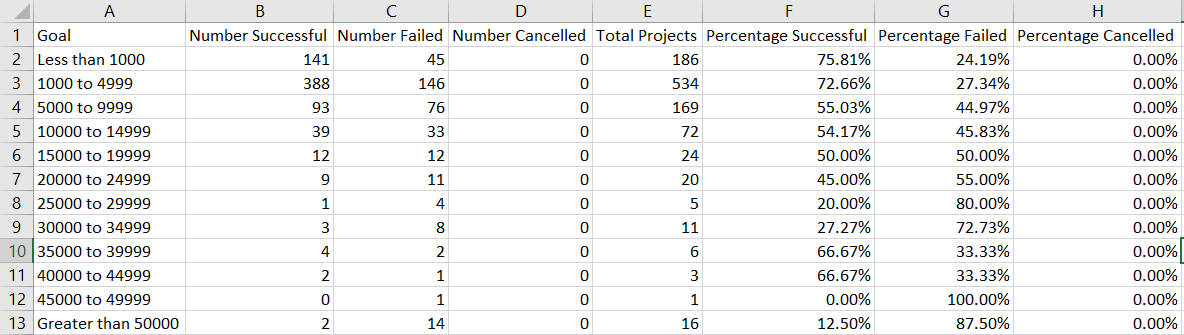 A B C D E F G H
1 Goal Number Successful Number Failed Number Cancelled Total Projects Percentage Successful Percentage Failed Percentage Cancelled
2 Less than 1000 141 45 0 186 75.81% 24.19% 0.00%
3 1000 to 4999 388 146 0 534 72.66% 27.34% 0.00%
4 5000 to 9999 93 76 0 169 55.03% 44.97% 0.00%
5 10000 to 14999 39 33 0 72 54.17% 45.83% 0.00%
6 15000 to 19999 12 12 0 24 50.00% 50.00% 0.00%
7 20000 to 24999 9 11 0 20 45.00% 55.00% 0.00%
8 25000 to 29999 1 4 0 5 20.00% 80.00% 0.00%
9 30000 to 34999 3 8 0 11 27.27% 72.73% 0.00%
10 35000 to 39999 4 2 0 6 66.67% 33.33% 0.00%
11 40000 to 44999 2 1 0 3 66.67% 33.33% 0.00%
12 45000 to 49999 0 1 0 1 0.00% 100.00% 0.00%
13 Greater than 50000 2 14 0 16 12.50% 87.50% 0.00%